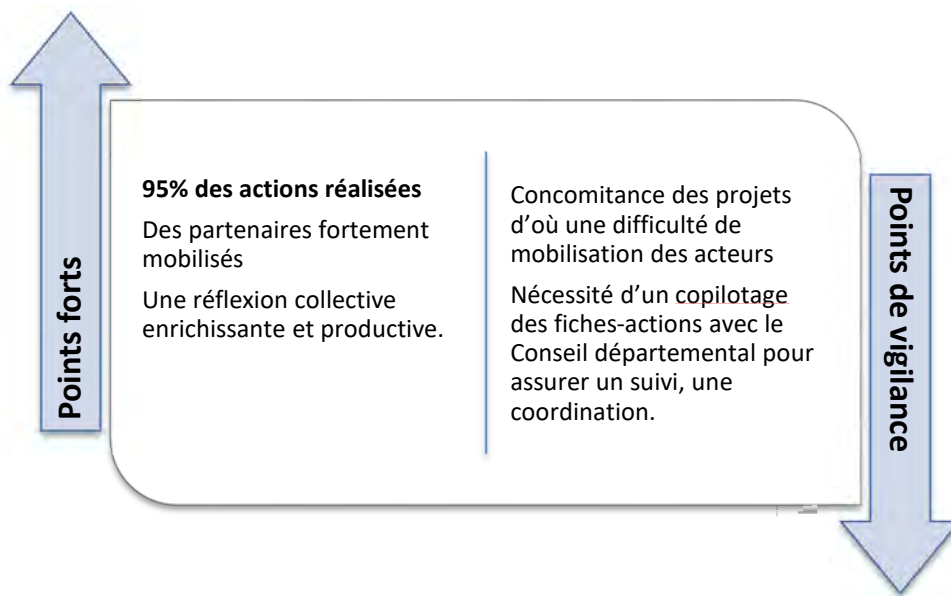 Points forts
95% des actions réalisées
Des partenaires fortement
mobilisés
Une réflexion collective
enrichissante et productive.
Concomitance des projets
d’où une difficulté de
mobilisation des acteurs
Nécessité d’un copilotage
des fiches-actions avec le
Conseil départemental pour
assurer un suivi, une
coordination.
Points de vigilance